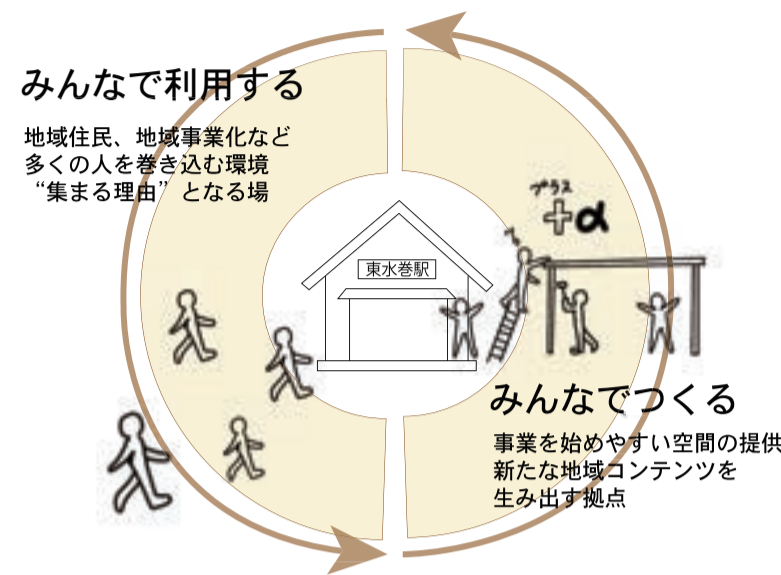 みんなで利用する
地域住民、地域事業化など
多くの人を巻き込む環境
“集まる理由”となる場
プラス
+α
東水巻駅
みんなでつくる
事業を始めやすい空間の提供
新たな地域コンテンツを
生み出す拠点